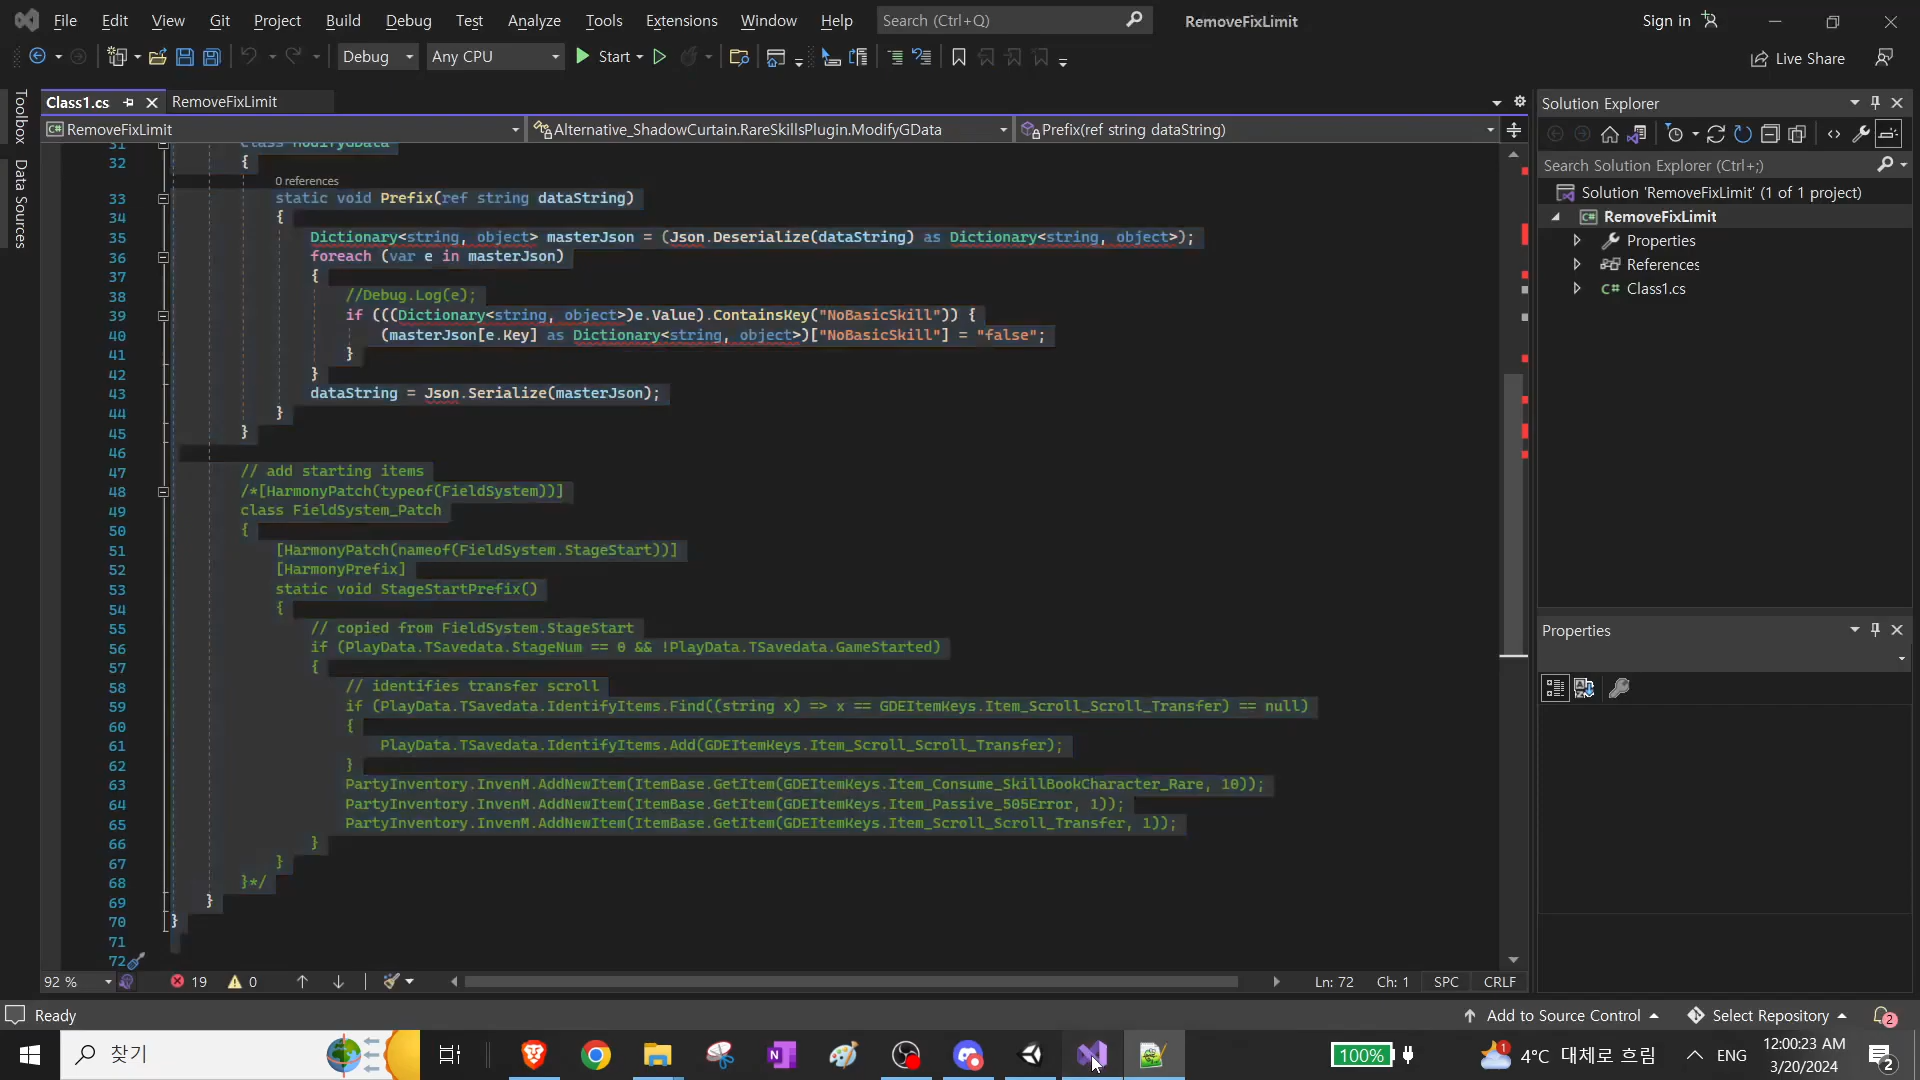 File Edit View Git Project Build Debug Test Analyze Tools Extensions Window Help Search (Ctrl+Q) RemoveFixLimit Sign in
Debug Any CPU Start Live Share
Toolbox
Data Sources
Class1.cs RemoveFixLimit
C# RemoveFixLimit Alternative_ShadowCurtain.RareSkillsPlugin.ModifyGData Prefix(ref string dataString)
31 class ModifyGData
32 {
0 references
33 static void Prefix(ref string dataString)
34 {
35 Dictionary<string, object> masterJson = (Json.Deserialize(dataString) as Dictionary<string, object>);
36 foreach (var e in masterJson)
37 {
38 //Debug.Log(e);
39 if (((Dictionary<string, object>)e.Value).ContainsKey("NoBasicSkill")) {
40 (masterJson[e.Key] as Dictionary<string, object>)["NoBasicSkill"] = "false";
41 }
42 }
43 dataString = Json.Serialize(masterJson);
44 }
45 }
46
47 // add starting items
48 /*[HarmonyPatch(typeof(FieldSystem))]
49 class FieldSystem_Patch
50 {
51 [HarmonyPatch(nameof(FieldSystem.StageStart))]
52 [HarmonyPrefix]
53 static void StageStartPrefix()
54 {
55 // copied from FieldSystem.StageStart
56 if (PlayData.TSavedata.StageNum == 0 && !PlayData.TSavedata.GameStarted)
57 {
58 // identifies transfer scroll
59 if (PlayData.TSavedata.IdentifyItems.Find((string x) => x == GDEItemKeys.Item_Scroll_Scroll_Transfer) == null)
60 {
61 PlayData.TSavedata.IdentifyItems.Add(GDEItemKeys.Item_Scroll_Scroll_Transfer);
62 }
63 PartyInventory.InvenM.AddNewItem(ItemBase.GetItem(GDEItemKeys.Item_Consume_SkillBookCharacter_Rare, 10));
64 PartyInventory.InvenM.AddNewItem(ItemBase.GetItem(GDEItemKeys.Item_Passive_505Error, 1));
65 PartyInventory.InvenM.AddNewItem(ItemBase.GetItem(GDEItemKeys.Item_Scroll_Scroll_Transfer, 1));
66 }
67 }
68 }*/
69 }
70 }
71
72
92 % 19 0 Ln: 72 Ch: 1 SPC CRLF
Solution Explorer
Search Solution Explorer (Ctrl+;)
Solution 'RemoveFixLimit' (1 of 1 project)
C# RemoveFixLimit
Properties
References
C# Class1.cs
Properties
Ready Add to Source Control Select Repository 2
찾기 100% 1 4°C 대체로 흐림 ENG 12:00:23 AM
3/20/2024 2